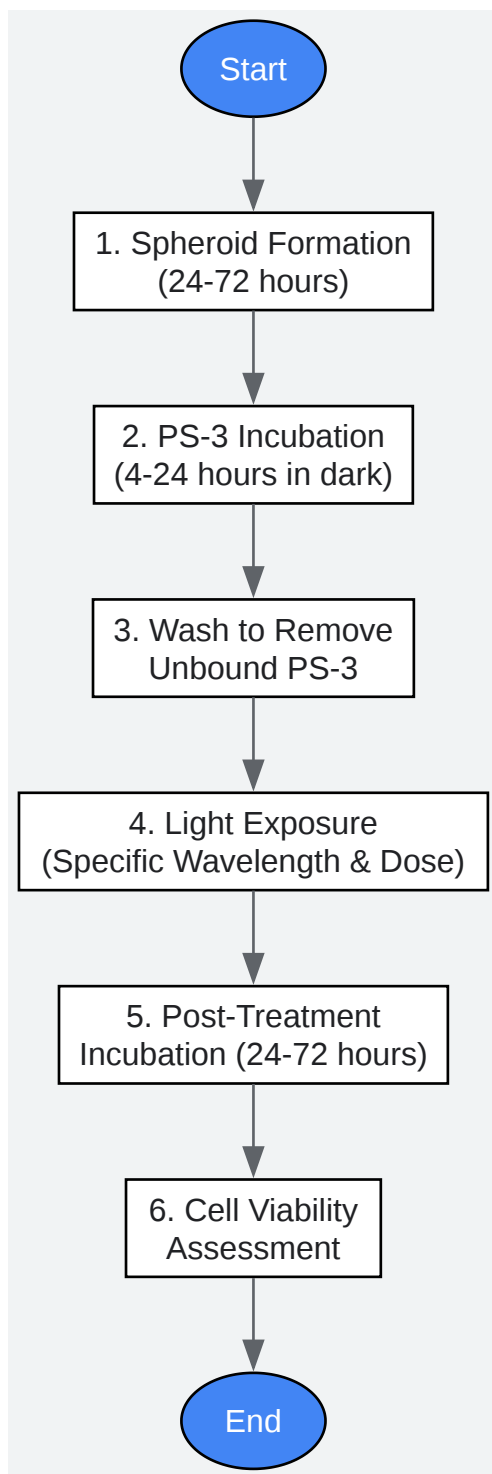 Start
1. Spheroid Formation
(24-72 hours)
2. PS-3 Incubation
(4-24 hours in dark)
3. Wash to Remove
Unbound PS-3
4. Light Exposure
(Specific Wavelength & Dose)
5. Post-Treatment
Incubation (24-72 hours)
6. Cell Viability
Assessment
End